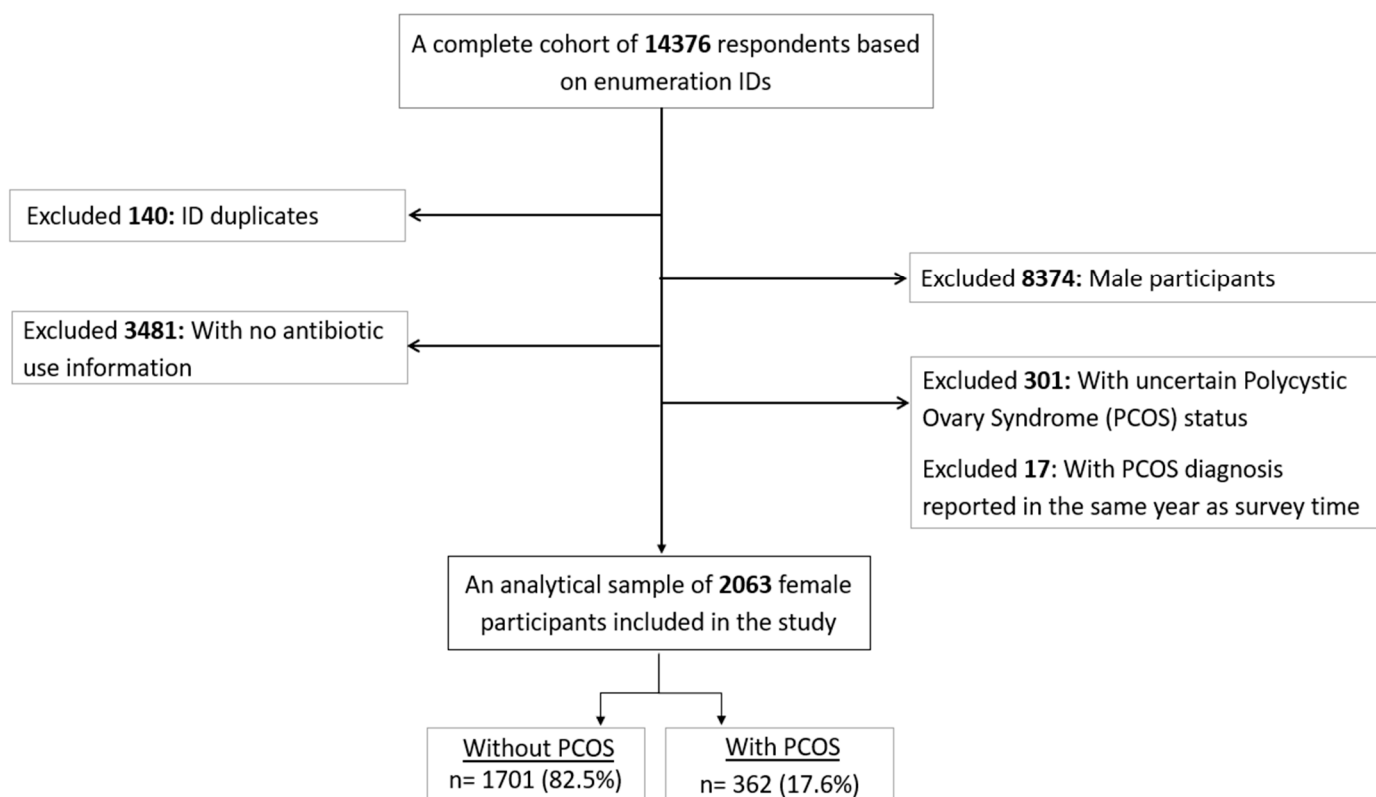 A complete cohort of 14376 respondents based
on enumeration IDs
Excluded 140: ID duplicates
Excluded 8374: Male participants
Excluded 3481: With no antibiotic
use information
Excluded 301: With uncertain Polycystic
Ovary Syndrome (PCOS) status
Excluded 17: With PCOS diagnosis
reported in the same year as survey time
An analytical sample of 2063 female
participants included in the study
Without PCOS
n= 1701 (82.5%)
With PCOS
n= 362 (17.6%)